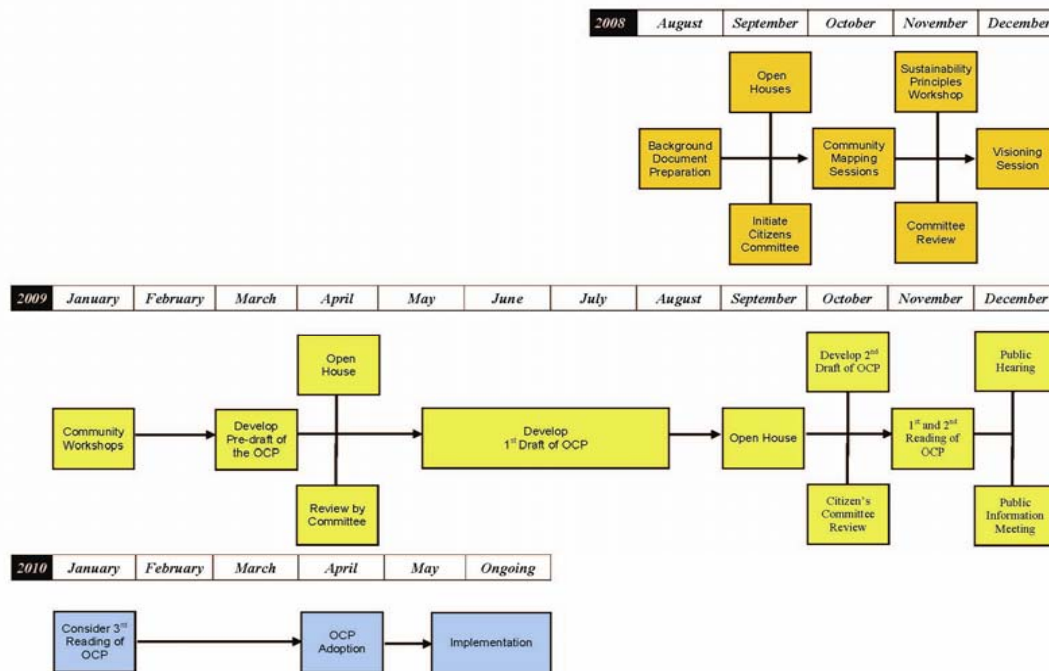 2008 August September October November December
Open
Houses
Sustainability
Principles
Workshop
Background
Document
Preparation
Community
Mapping
Sessions
Visioning
Session
Initiate
Citizens
Committee
Committee
Review
2009 January February March April May June July August September October November December
Open
House
Develop 2nd
Draft of OCP
Public
Hearing
Community
Workshops
Develop
Pre-draft of
the OCP
Develop
1st Draft of OCP
Open House
1st and 2nd
Reading of
OCP
Review by
Committee
Citizen's
Committee
Review
Public
Information
Meeting
2010 January February March April May Ongoing
Consider 3rd
Reading of
OCP
OCP
Adoption
Implementation